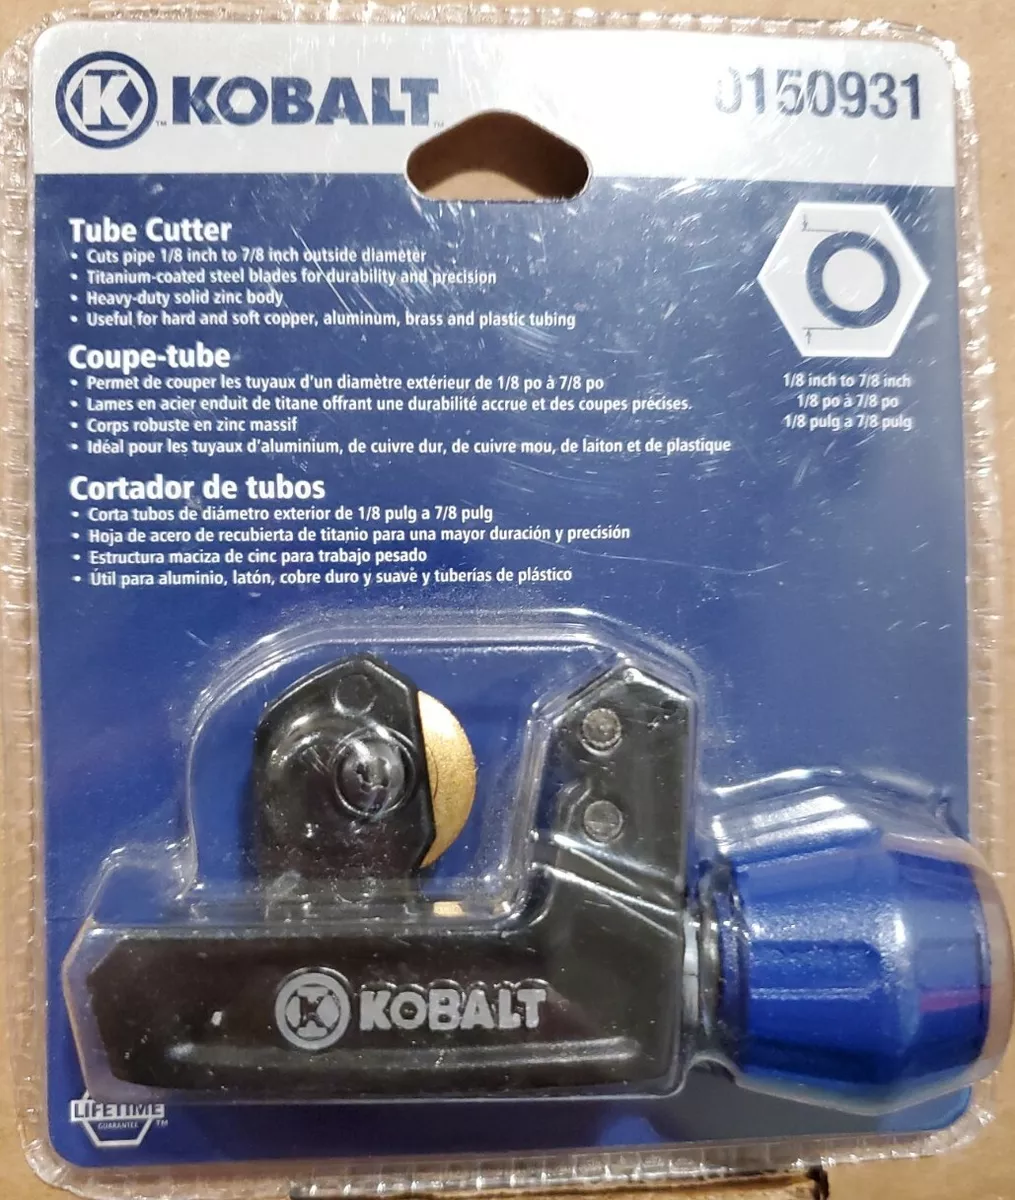 K™ KOBALT™
0150931
Tube Cutter
• Cuts pipe 1/8 inch to 7/8 inch outside diameter
• Titanium-coated steel blades for durability and precision
• Heavy-duty solid zinc body
• Useful for hard and soft copper, aluminum, brass and plastic tubing
Coupe-tube
• Permet de couper les tuyaux d'un diamètre extérieur de 1/8 po à 7/8 po
• Lames en acier enduit de titane offrant une durabilité accrue et des coupes précises.
• Corps robuste en zinc massif
• Idéal pour les tuyaux d'aluminium, de cuivre dur, de cuivre mou, de laiton et de plastique
1/8 inch to 7/8 inch
1/8 po à 7/8 po
1/8 pulg a 7/8 pulg
Cortador de tubos
• Corta tubos de diámetro exterior de 1/8 pulg a 7/8 pulg
• Hoja de acero de recubierta de titanio para una mayor duración y precisión
• Estructura maciza de cinc para trabajo pesado
• Útil para aluminio, latón, cobre duro y suave y tuberías de plástico
K KOBALT
LIFETIME
GUARANTEE ™